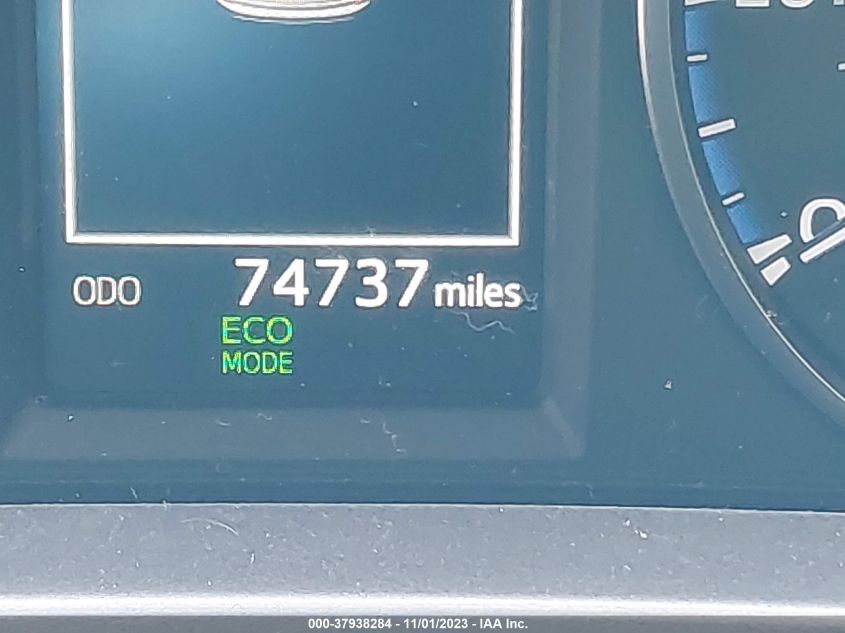 ODO 74737 miles
ECO
MODE
000-37938284 - 11/01/2023 - IAA Inc.